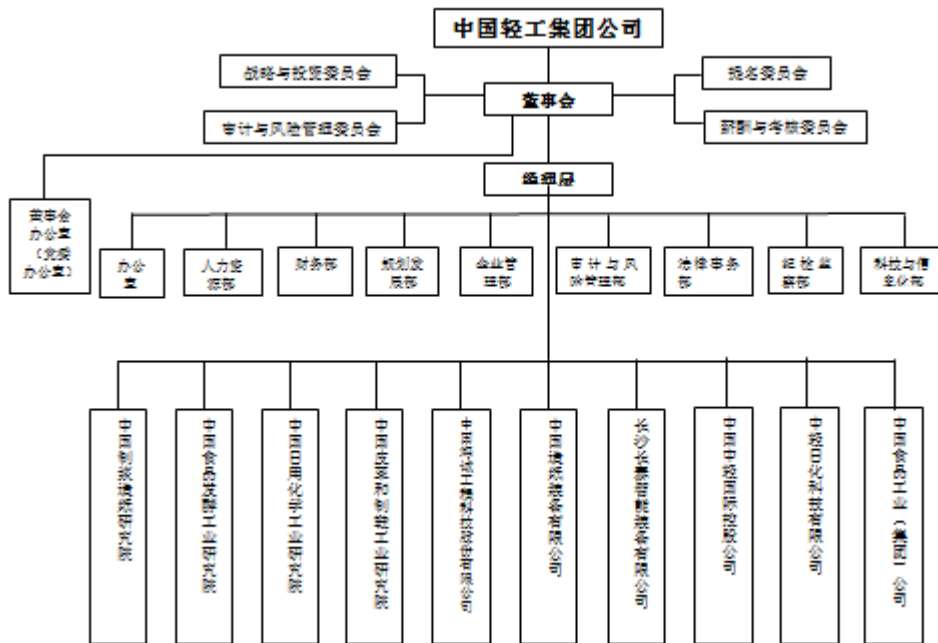 中国轻工集团公司
战略与投资委员会
提名委员会
董事会
审计与风险管理委员会
薪酬与考核委员会
经理层
董事会
办公室
（党委
办公室）
办公
室
人力资
源部
财务部
规划发
展部
企业管
理部
审计与风
险管理部
法律事务
部
纪检监
察部
科技与信
息化部
中国制浆造纸研究院
中国食品发酵工业研究院
中国日用化学工业研究院
中国皮革和制鞋工业研究院
中国海诚工程科技股份有限公司
中国造纸装备有限公司
长沙长泰智能装备有限公司
中国中轻国际控股公司
中轻日化科技有限公司
中国食品工业（集团）公司